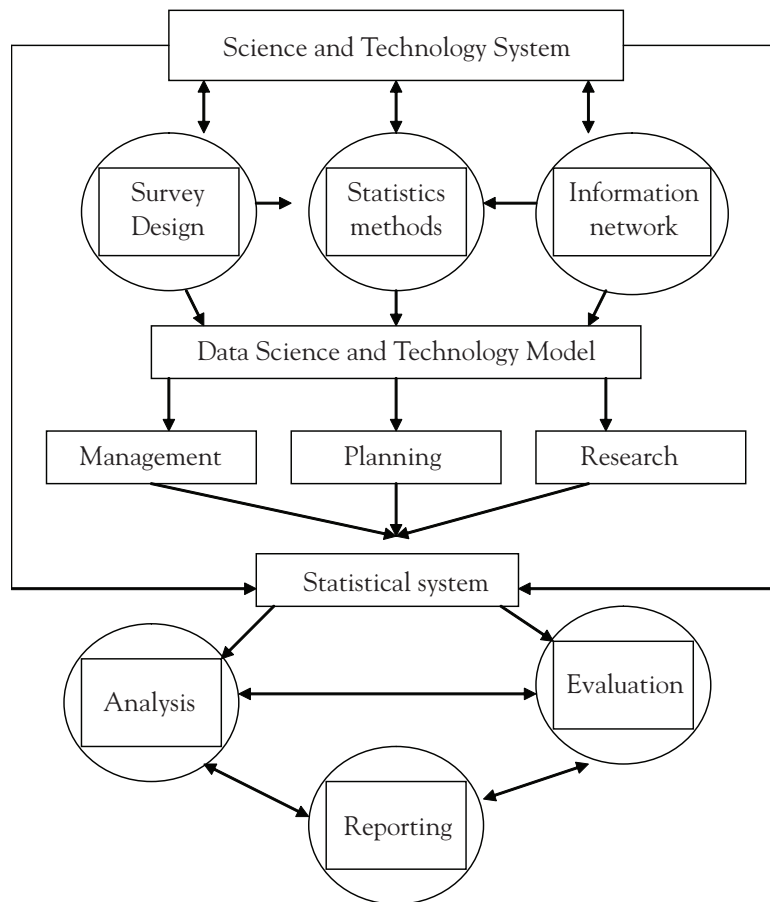 Science and Technology System
Survey
Design
Statistics
methods
Information
network
Data Science and Technology Model
Management
Planning
Research
Statistical system
Analysis
Evaluation
Reporting